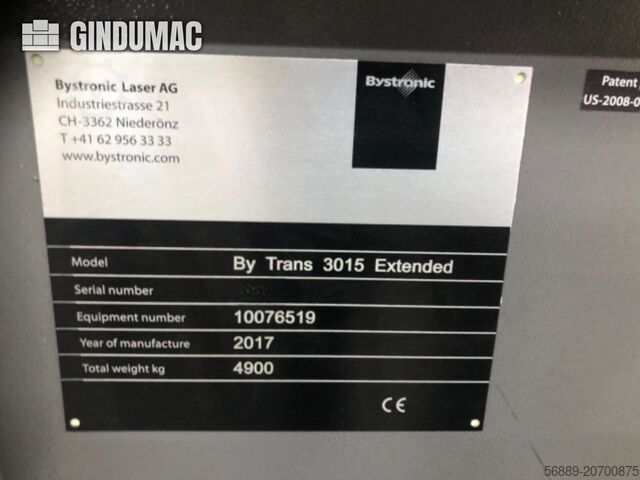 GINDUMAC
Bystronic Laser AG
Industriestrasse 21
CH-3362 Niederönz
T +41 62 956 33 33
www.bystronic.com
Bystronic
Patent
US-2008-0
Model By Trans 3015 Extended
Serial number
Equipment number 10076519
Year of manufacture 2017
Total weight kg 4900
CE
56889-20700875